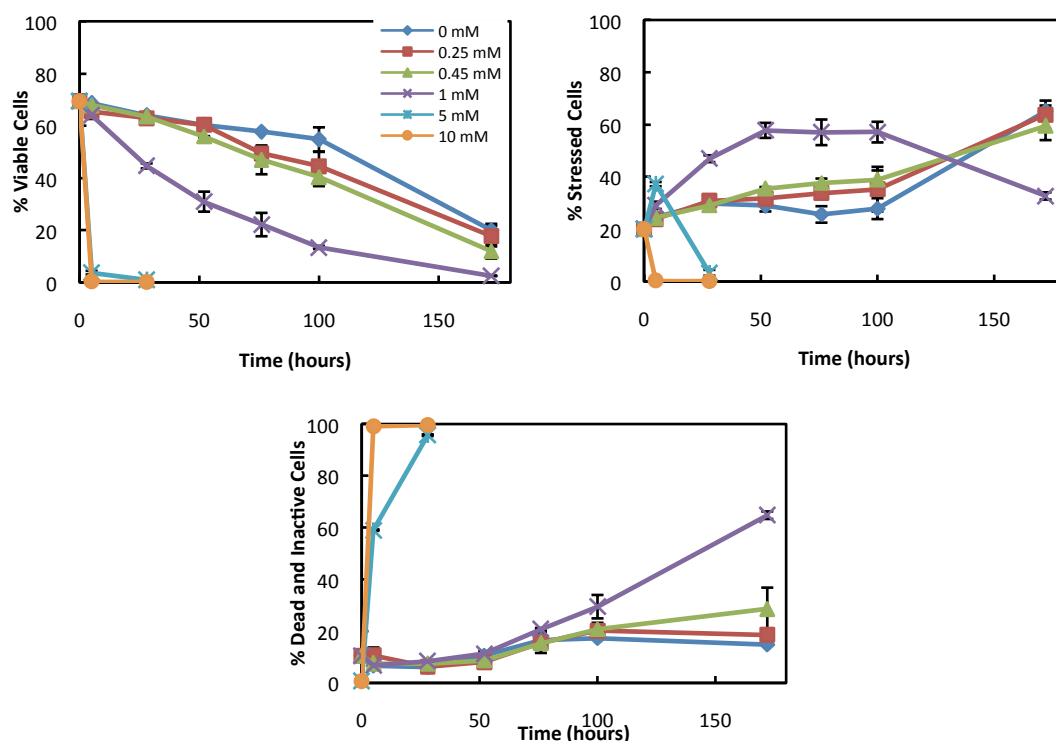 % Viable Cells
100
80
60
40
20
0
0 50 100 150
Time (hours)
0 mM
0.25 mM
0.45 mM
1 mM
5 mM
10 mM
% Stressed Cells
100
80
60
40
20
0
0 50 100 150
Time (hours)
% Dead and Inactive Cells
100
80
60
40
20
0
0 50 100 150
Time (hours)